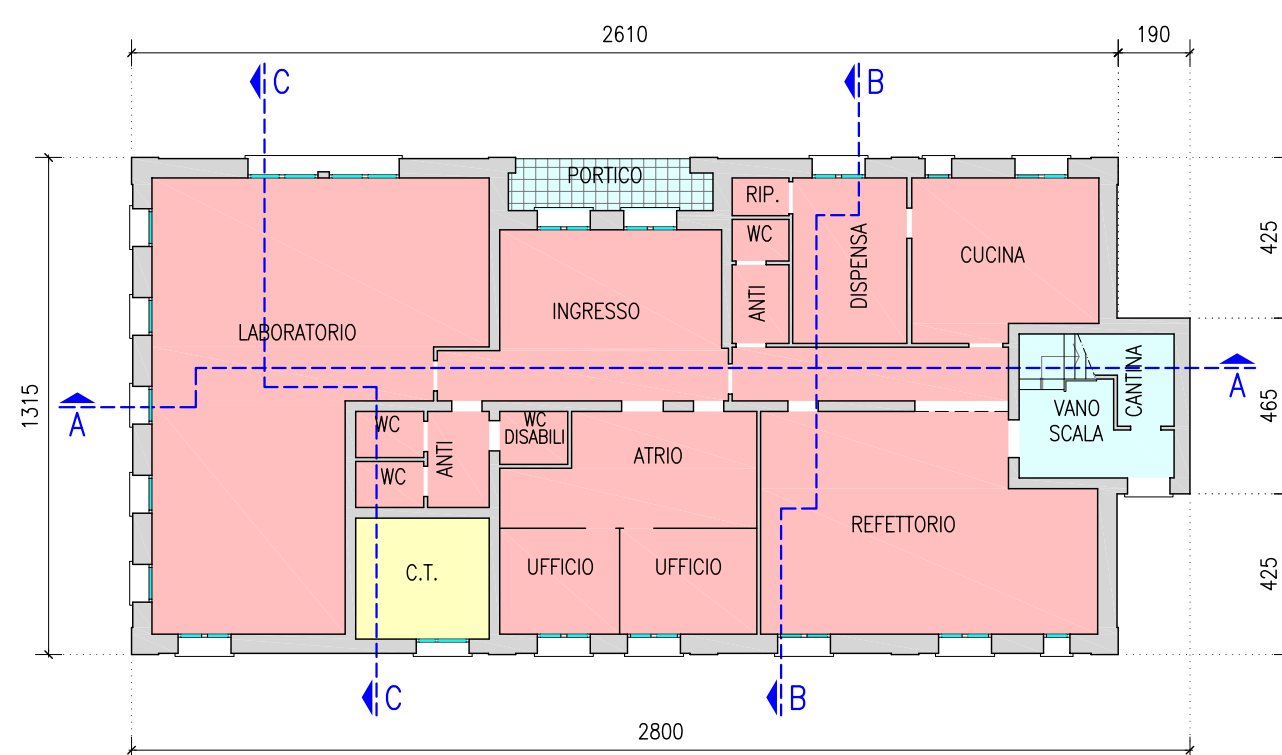 2610
190
C
B
PORTICO
RIP.
WC
DISPENSA
CUCINA
425
ANTI
INGRESSO
LABORATORIO
CANTINA
A
A
1315
465
VANO
SCALA
WC
WC
DISABILI
ANTI
ATRIO
WC
REFETTORIO
C.T.
UFFICIO
UFFICIO
425
C
B
2800